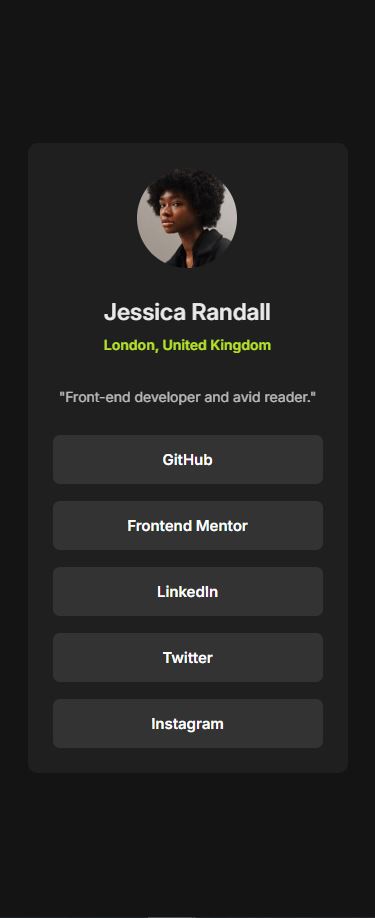 Jessica Randall
London, United Kingdom
"Front-end developer and avid reader."
GitHub
Frontend Mentor
LinkedIn
Twitter
Instagram